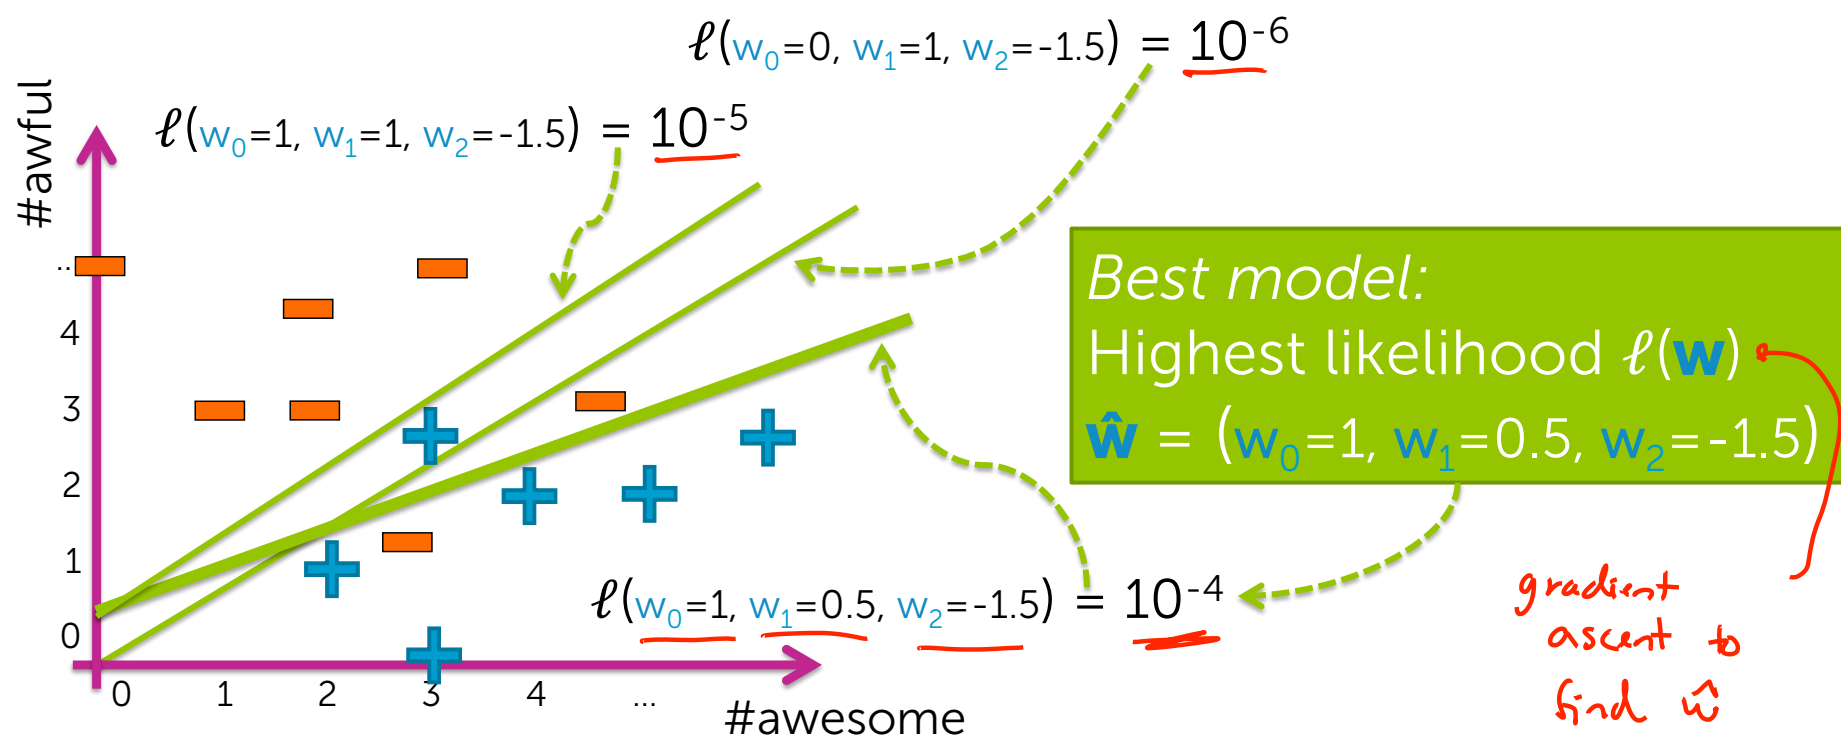 ℓ(w₀=0, w₁=1, w₂=-1.5) = 10⁻⁶
ℓ(w₀=1, w₁=1, w₂=-1.5) = 10⁻⁵
#awful
..
4
3
2
1
0
0 1 2 3 4 ...
#awesome
Best model:
Highest likelihood ℓ(w)
ŵ = (w₀=1, w₁=0.5, w₂=-1.5)
ℓ(w₀=1, w₁=0.5, w₂=-1.5) = 10⁻⁴
gradient
ascent to
find ŵ